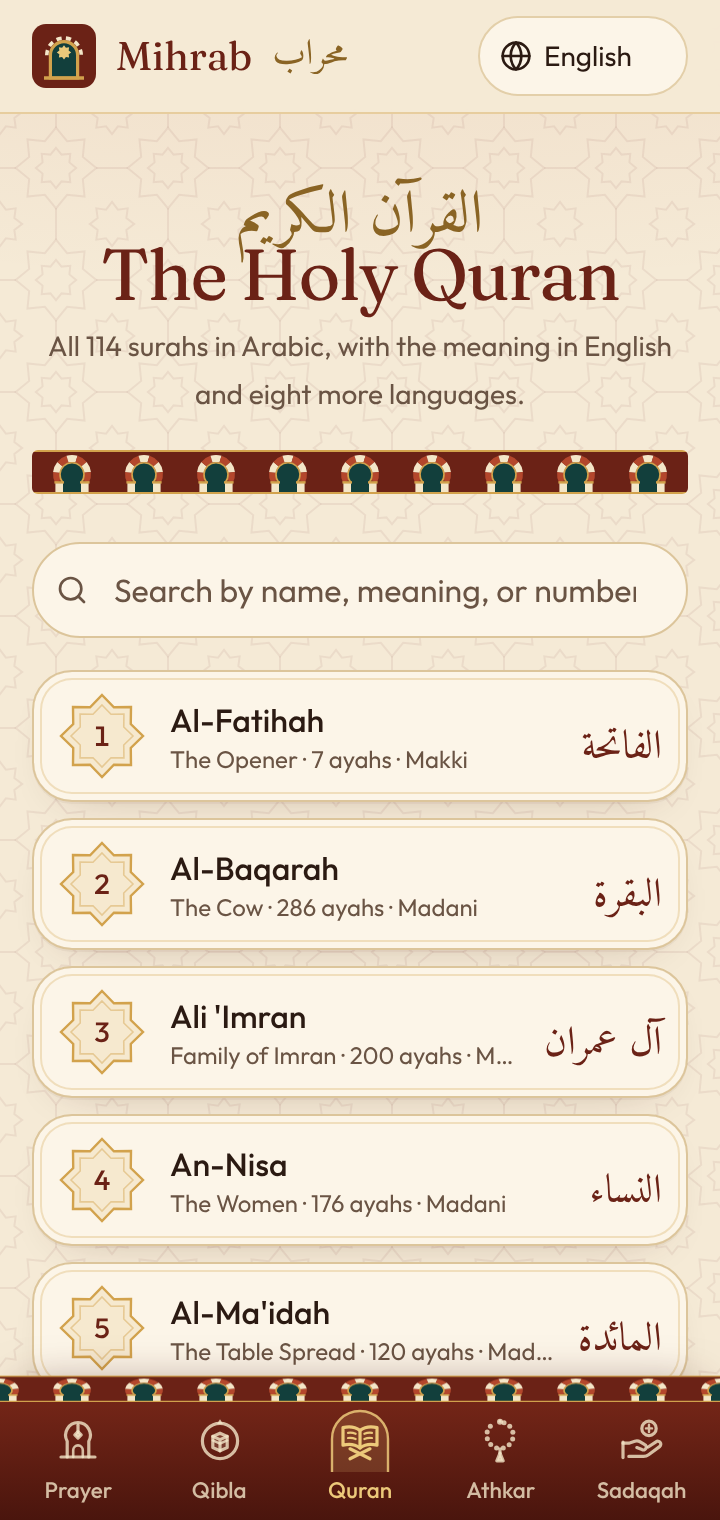 Mihrab محراب
English
القرآن الكريم
The Holy Quran
All 114 surahs in Arabic, with the meaning in English
and eight more languages.
Search by name, meaning, or number
1
Al-Fatihah
The Opener · 7 ayahs · Makki
الفاتحة
2
Al-Baqarah
The Cow · 286 ayahs · Madani
البقرة
3
Ali 'Imran
Family of Imran · 200 ayahs · M...
آل عمران
4
An-Nisa
The Women · 176 ayahs · Madani
النساء
5
Al-Ma'idah
The Table Spread · 120 ayahs · Mad...
المائدة
Prayer
Qibla
Quran
Athkar
Sadaqah